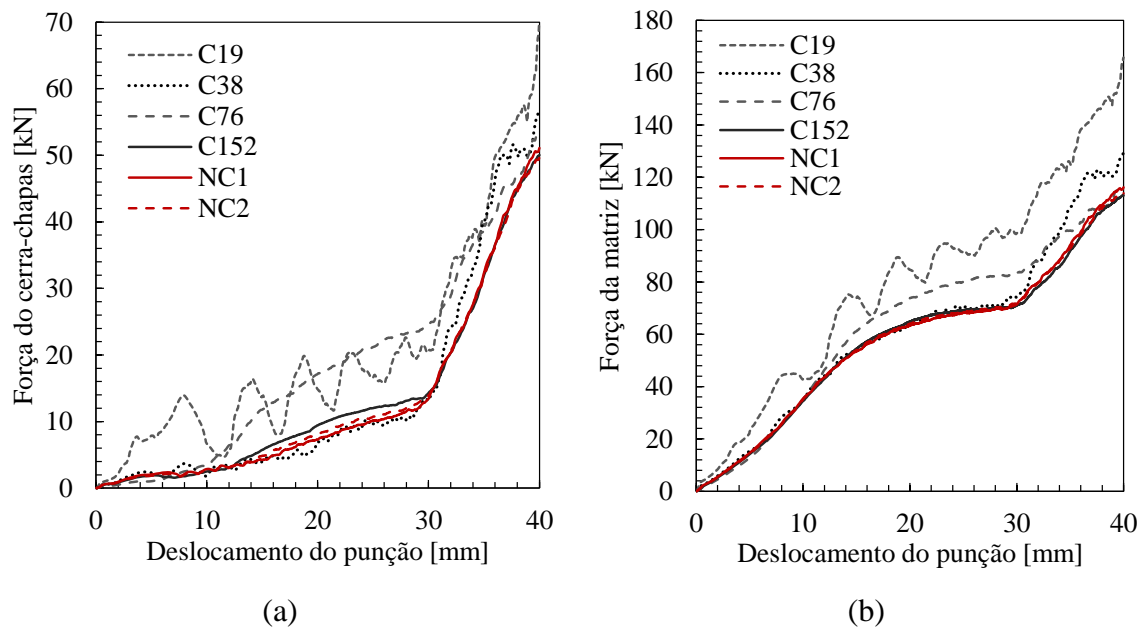 70
60
50
40
30
20
10
0
Força do cerra-chapas [kN]
C19
C38
C76
C152
NC1
NC2
0 10 20 30 40
Deslocamento do punção [mm]
(a)
180
160
140
120
100
80
60
40
20
0
Força da matriz [kN]
C19
C38
C76
C152
NC1
NC2
0 10 20 30 40
Deslocamento do punção [mm]
(b)